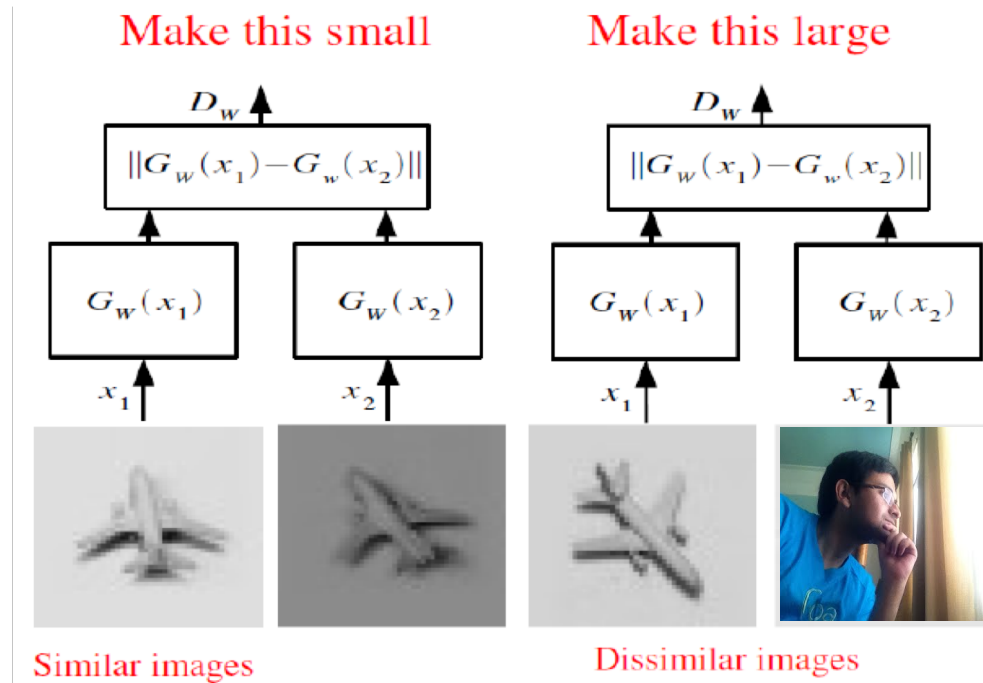 Make this small
Make this large
D_W
D_W
||G_W(x_1)−G_w(x_2)||
||G_W(x_1)−G_w(x_2)||
G_W(x_1)
G_W(x_2)
G_W(x_1)
G_W(x_2)
x_1
x_2
x_1
x_2
Similar images
Dissimilar images